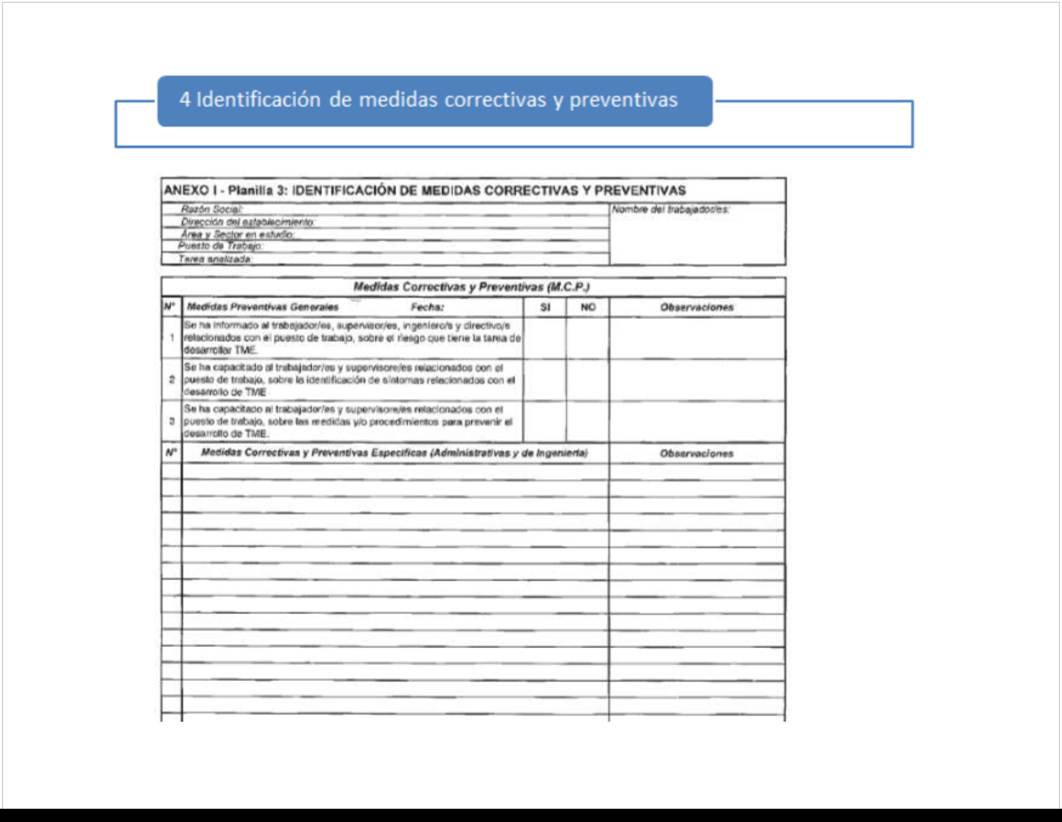 4 Identificación de medidas correctivas y preventivas
ANEXO I - Planilla 3: IDENTIFICACIÓN DE MEDIDAS CORRECTIVAS Y PREVENTIVAS
Razón Social:
Nombre del trabajador/es:
Dirección del establecimiento:
Área y Sector en estudio:
Puesto de Trabajo:
Tarea analizada:
Medidas Correctivas y Preventivas (M.C.P.)
N° Medidas Preventivas Generales Fecha: SI NO Observaciones
1
Se ha informado al trabajador/es, supervisor/es, ingeniero/s y directivo/s
relacionados con el puesto de trabajo, sobre el riesgo que tiene la tarea de
desarrollar TME.
2
Se ha capacitado al trabajador/es y supervisore/es relacionados con el
puesto de trabajo, sobre la identificación de síntomas relacionados con el
desarrollo de TME
3
Se ha capacitado al trabajador/es y supervisore/es relacionados con el
puesto de trabajo, sobre las medidas y/o procedimientos para prevenir el
desarrollo de TME.
N° Medidas Correctivas y Preventivas Específicas (Administrativas y de Ingeniería) Observaciones